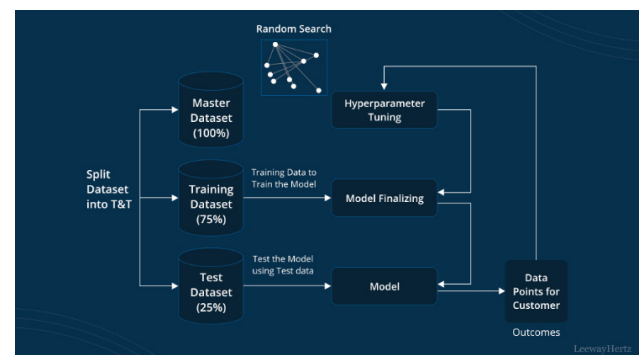 Random Search
Master
Dataset
(100%)
Hyperparameter
Tuning
Split
Dataset
into T&T
Training
Dataset
(75%)
Training Data to
Train the Model
Model Finalizing
Test
Dataset
(25%)
Test the Model
using Test data
Model
Data
Points for
Customer
Outcomes
LeewayHertz